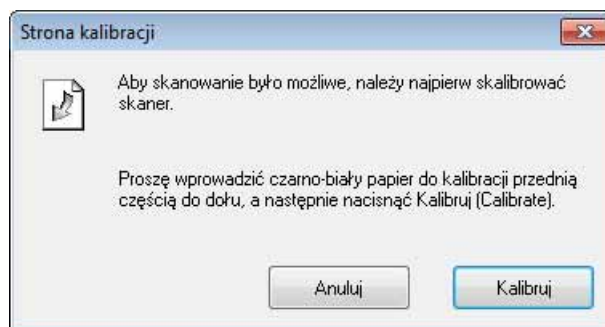 Strona kalibracji
Aby skanowanie było możliwe, należy najpierw skalibrować
skaner.
Proszę wprowadzić czarno-biały papier do kalibracji przednią
częścią do dołu, a następnie nacisnąć Kalibruj (Calibrate).
Anuluj
Kalibruj